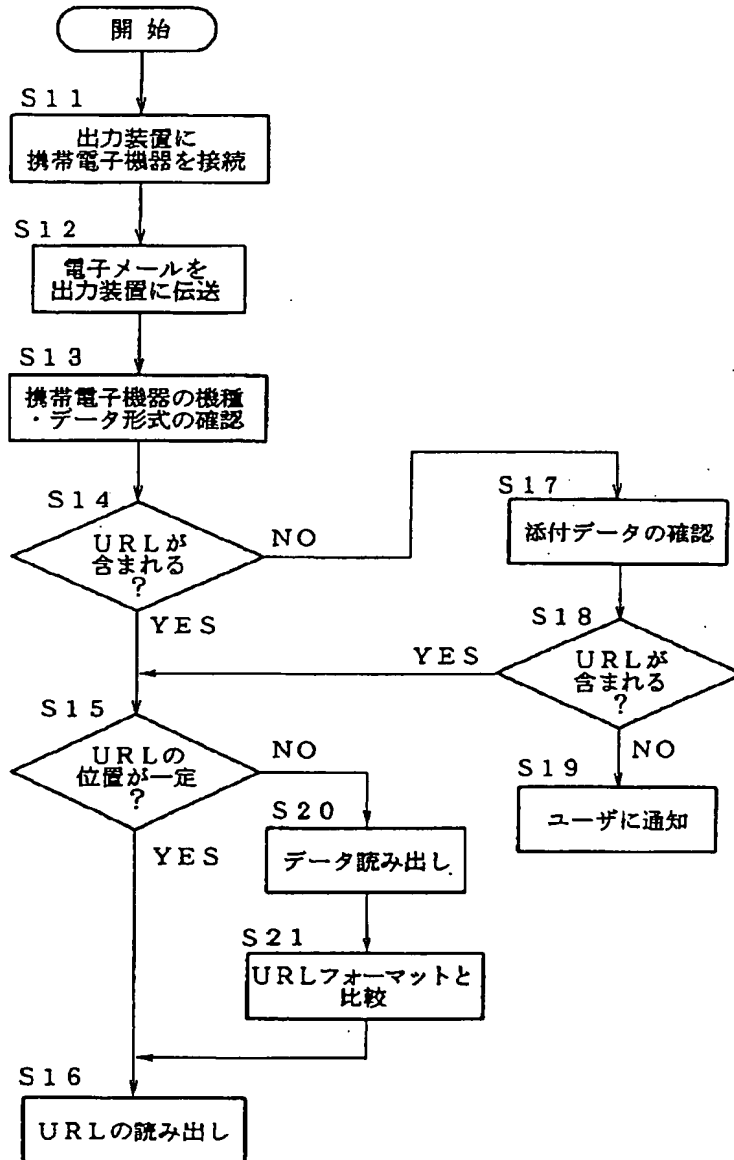 開始
S11
出力装置に
携帯電子機器を接続
S12
電子メールを
出力装置に伝送
S13
携帯電子機器の機種
・データ形式の確認
S14
URLが
含まれる
?
NO
YES
S17
添付データの確認
S18
URLが
含まれる
?
YES
NO
S19
ユーザに通知
S15
URLの
位置が一定
?
NO
YES
S20
データ読み出し
S21
URLフォーマットと
比較
S16
URLの読み出し